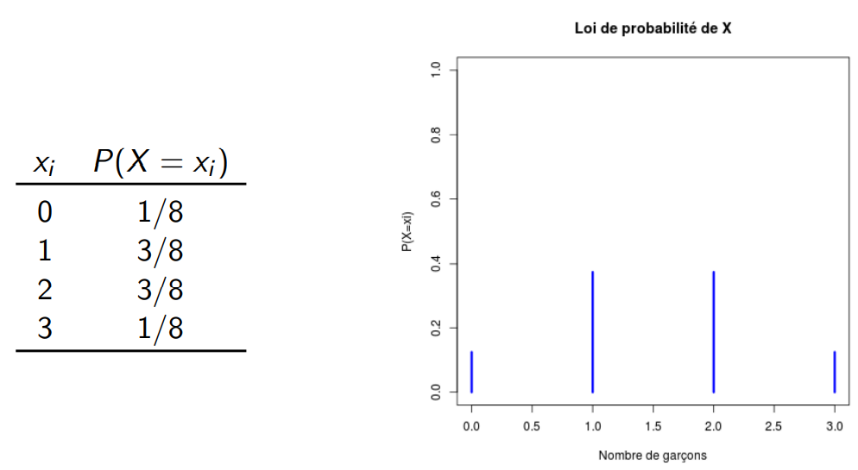 xᵢ P(X = xᵢ)
0 1/8
1 3/8
2 3/8
3 1/8
Loi de probabilité de X
P(X=xi)
1.0
0.8
0.6
0.4
0.2
0.0
0.0 0.5 1.0 1.5 2.0 2.5 3.0
Nombre de garçons